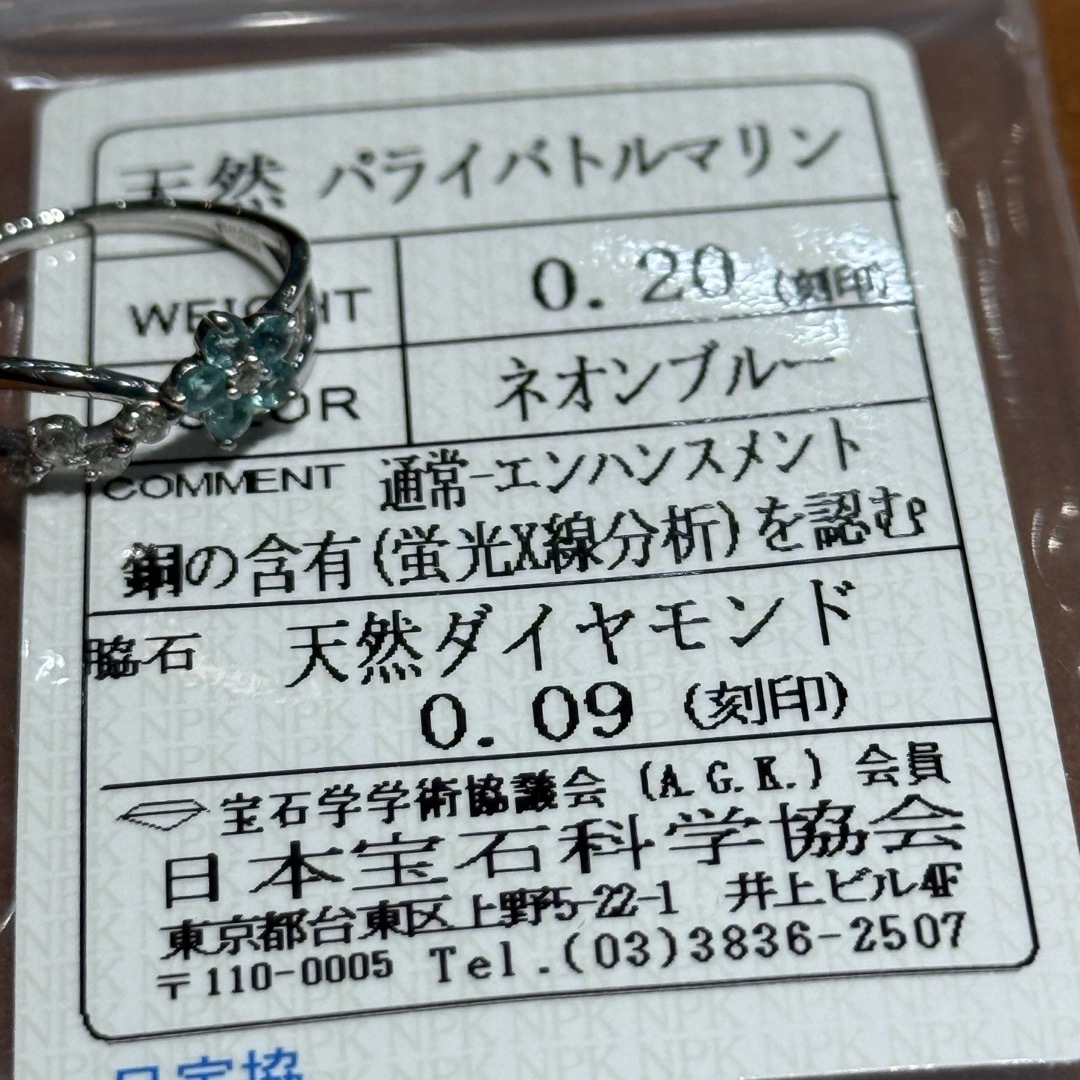 天然 パライバトルマリン
WEIGHT 0.20 (刻印)
COLOR ネオンブルー
COMMENT 通常-エンハンスメント
銅の含有(蛍光X線分析)を認む
脇石 天然ダイヤモンド
0.09 (刻印)
宝石学学術協議会 (A.G.K.) 会員
日本宝石科学協会
東京都台東区上野5-22-1 井上ビル4F
〒110-0005 Tel.(03)3836-2507
日宝協